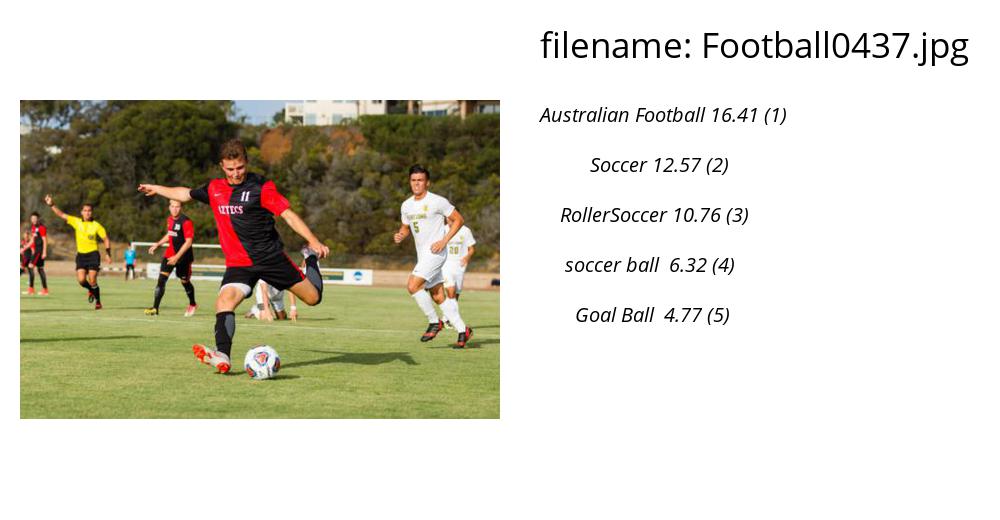 filename: Football0437.jpg
Australian Football 16.41 (1)
Soccer 12.57 (2)
RollerSoccer 10.76 (3)
soccer ball 6.32 (4)
Goal Ball 4.77 (5)
11
AZTECS
5
20